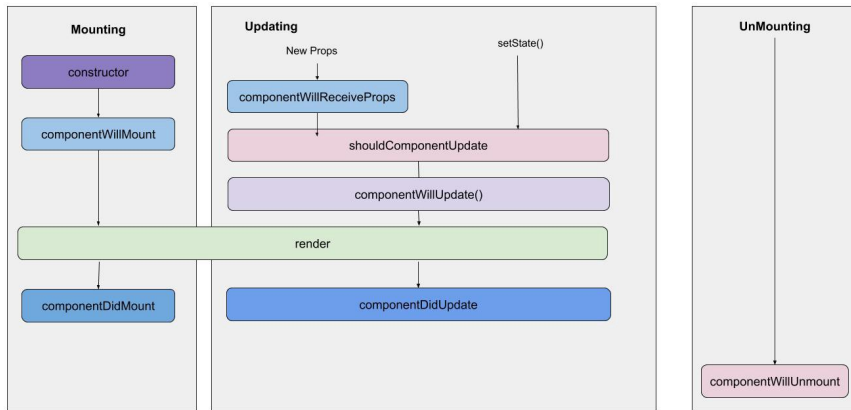 Mounting
constructor
componentWillMount
Updating
New Props
setState()
componentWillReceiveProps
shouldComponentUpdate
componentWillUpdate()
render
componentDidMount
componentDidUpdate
UnMounting
componentWillUnmount